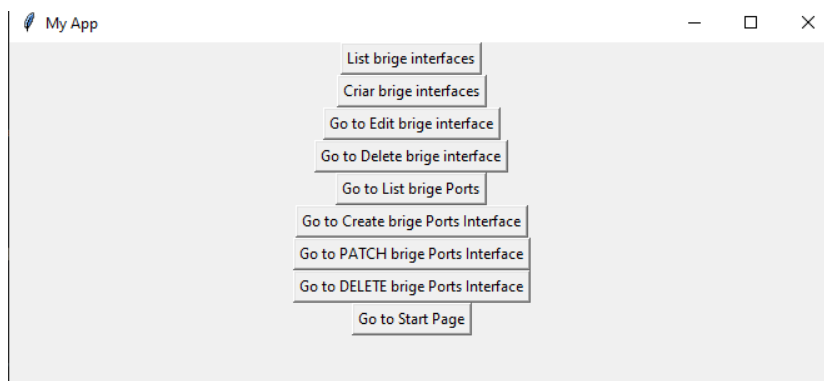 My App
List brige interfaces
Criar brige interfaces
Go to Edit brige interface
Go to Delete brige interface
Go to List brige Ports
Go to Create brige Ports Interface
Go to PATCH brige Ports Interface
Go to DELETE brige Ports Interface
Go to Start Page